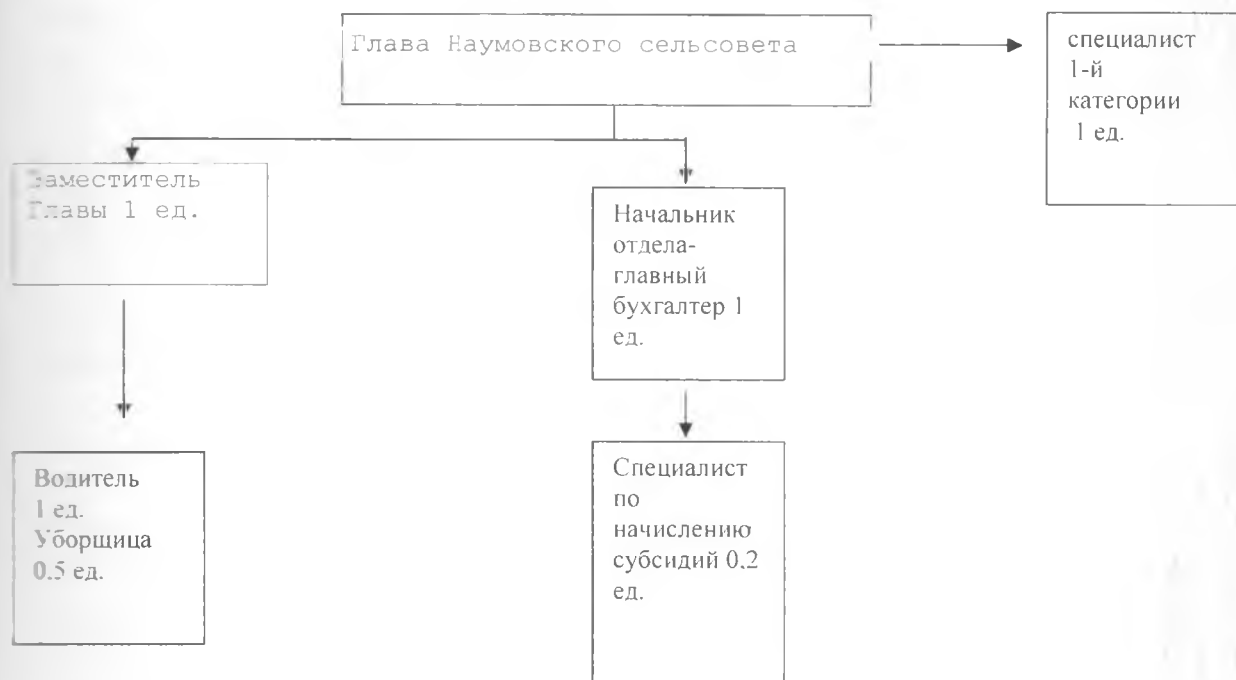 Глава Наумовского сельсовета
специалист
1-й
категории
1 ед.
Заместитель
Главы 1 ед.
Начальник
отдела-
главный
бухгалтер 1
ед.
Водитель
1 ед.
Уборщица
0.5 ед.
Специалист
по
начислению
субсидий 0.2
ед.